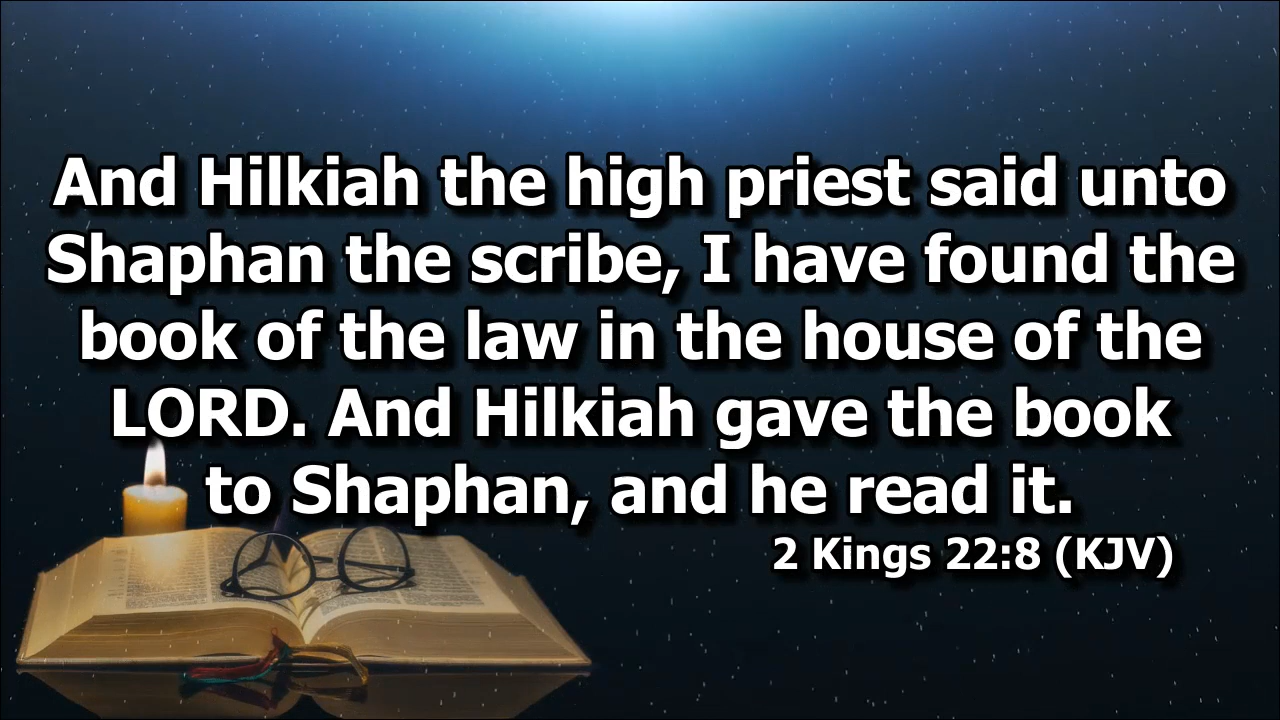 And Hilkiah the high priest said unto
Shaphan the scribe, I have found the
book of the law in the house of the
LORD. And Hilkiah gave the book
to Shaphan, and he read it.
2 Kings 22:8 (KJV)